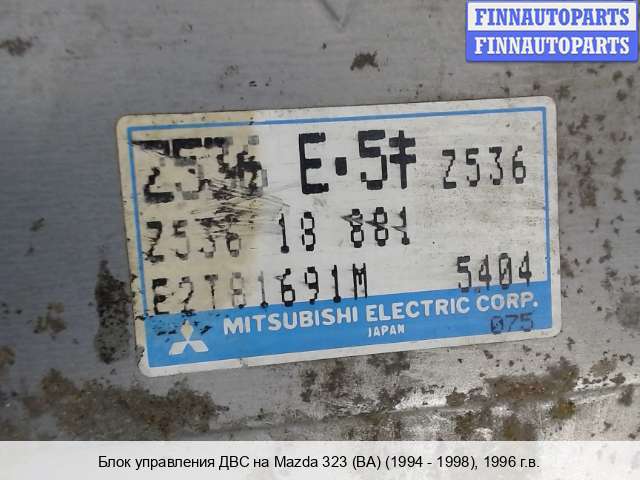 FINNAUTOPARTS
FINNAUTOPARTS
Z536 E·5キ Z536
Z536 18 881
E2T81691M 5404
MITSUBISHI ELECTRIC CORP.
JAPAN 075
Блок управления ДВС на Mazda 323 (BA) (1994 - 1998), 1996 г.в.